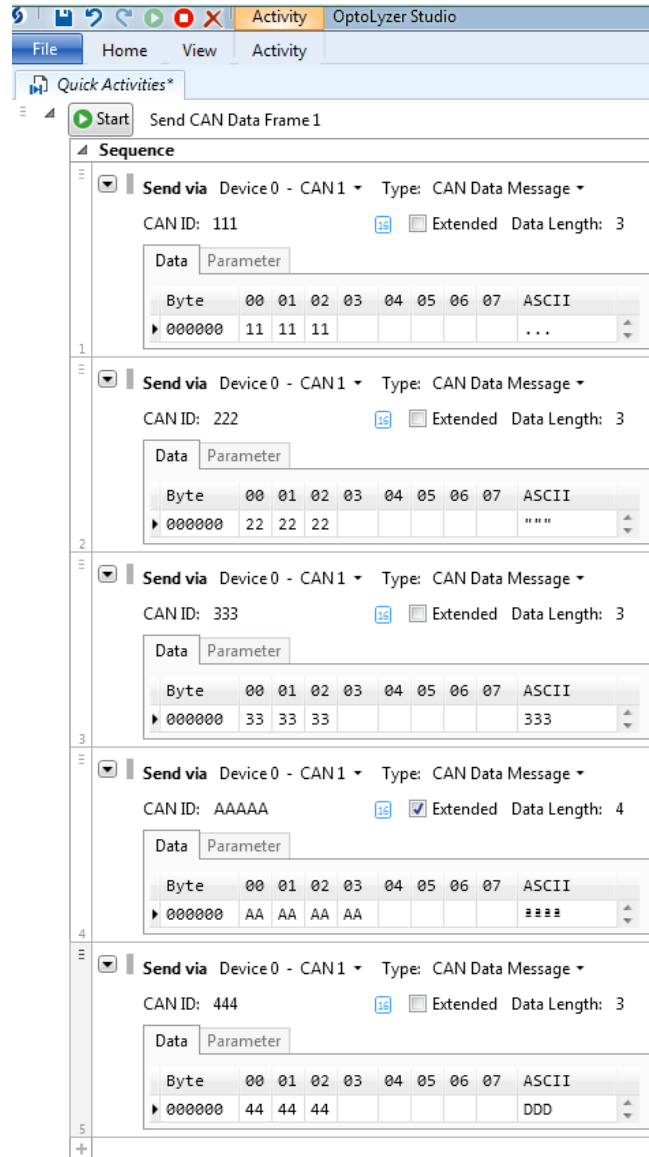 Activity OptoLyzer Studio
File Home View Activity
Quick Activities*
Start Send CAN Data Frame 1
Sequence
Send via Device 0 - CAN 1 Type: CAN Data Message
CAN ID: 111 16 Extended Data Length: 3
Data Parameter
Byte 00 01 02 03 04 05 06 07 ASCII
000000 11 11 11 ...
1
Send via Device 0 - CAN 1 Type: CAN Data Message
CAN ID: 222 16 Extended Data Length: 3
Data Parameter
Byte 00 01 02 03 04 05 06 07 ASCII
000000 22 22 22 """
2
Send via Device 0 - CAN 1 Type: CAN Data Message
CAN ID: 333 16 Extended Data Length: 3
Data Parameter
Byte 00 01 02 03 04 05 06 07 ASCII
000000 33 33 33 333
3
Send via Device 0 - CAN 1 Type: CAN Data Message
CAN ID: AAAAA 16 Extended Data Length: 4
Data Parameter
Byte 00 01 02 03 04 05 06 07 ASCII
000000 AA AA AA AA ªªªª
4
Send via Device 0 - CAN 1 Type: CAN Data Message
CAN ID: 444 16 Extended Data Length: 3
Data Parameter
Byte 00 01 02 03 04 05 06 07 ASCII
000000 44 44 44 DDD
5